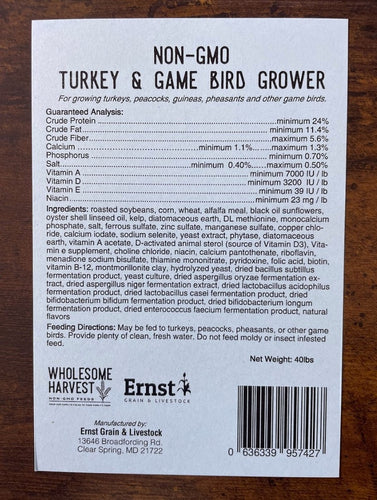 NON-GMO
TURKEY & GAME BIRD GROWER
For growing turkeys, peacocks, guineas, pheasants and other game birds.
Guaranteed Analysis:
Crude Protein ........ minimum 24%
Crude Fat ........ minimum 11.4%
Crude Fiber ........ maximum 5.6%
Calcium ........ minimum 1.1% ........ maximum 1.3%
Phosphorus ........ minimum 0.70%
Salt ........ minimum 0.40% ........ maximum 0.50%
Vitamin A ........ minimum 7000 IU / lb
Vitamin D ........ minimum 3200 IU / lb
Vitamin E ........ minimum 39 IU / lb
Niacin ........ minimum 23 mg / lb
Ingredients: roasted soybeans, corn, wheat, alfalfa meal, black oil sunflowers,
oyster shell linseed oil, kelp, diatomaceous earth, DL methionine, monocalcium
phosphate, salt, ferrous sulfate, zinc sulfate, manganese sulfate, copper chlo-
ride, calcium iodate, sodium selenite, yeast extract, phytase, diatomaceous
earth, vitamin A acetate, D-activated animal sterol (source of Vitamin D3), Vita-
min e supplement, choline chloride, niacin, calcium pantothenate, riboflavin,
menadione sodium bisulfate, thiamine mononitrate, pyridoxine, folic acid, biotin,
vitamin B-12, montmorillonite clay, hydrolyzed yeast, dried bacillus subtillus
fermentation product, yeast culture, dried aspergillus oryzae fermentation ex-
tract, dried aspergillus niger fermentation extract, dried lactobacillus acidophilus
fermentation product, dried lactobacillus casei fermentation product, dried
bifidobacterium bifidum fermentation product, dried bifidobacterium longum
fermentation product, dried enterococcus faecium fermentation product, natural
flavors
Feeding Directions: May be fed to turkeys, peacocks, pheasants, or other game
birds. Provide plenty of clean, fresh water. Do not feed moldy or insect infested
feed.
Net Weight: 40lbs
WHOLESOME
HARVEST
NON-GMO FEEDS
Ernst
GRAIN & LIVESTOCK
Manufactured by:
Ernst Grain & Livestock
13646 Broadfording Rd.
Clear Spring, MD 21722
0 636339 957427